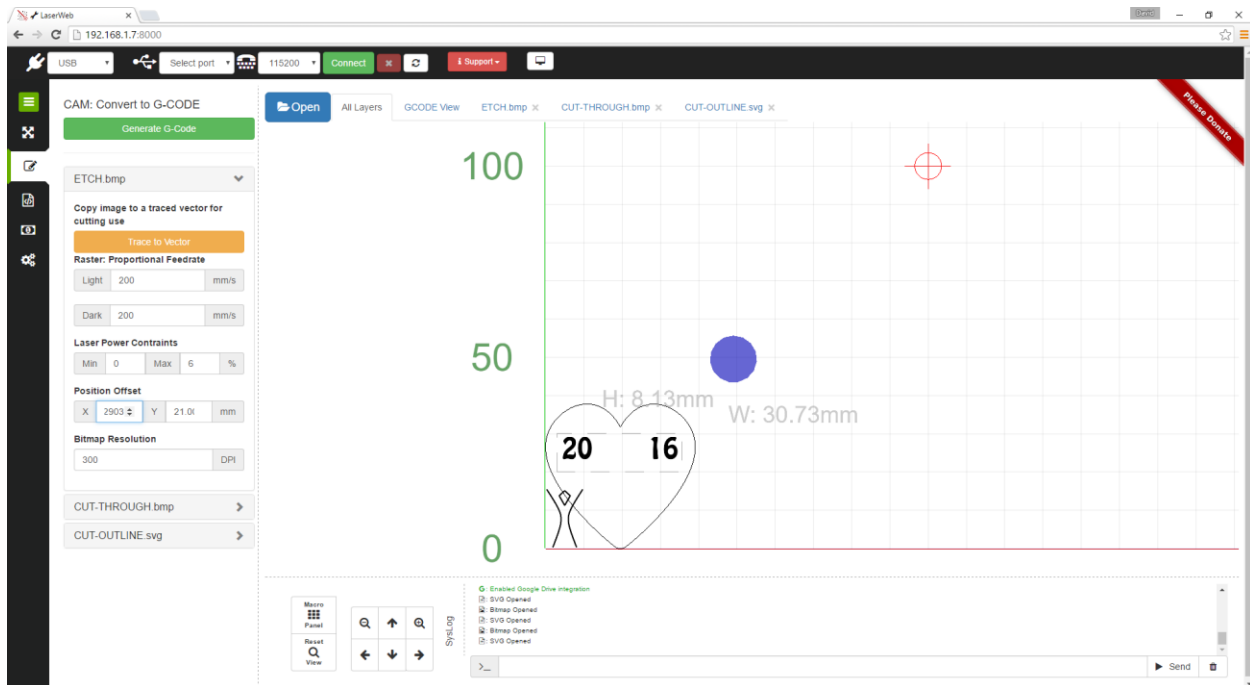 LaserWeb
David
192.168.1.7:8000
USB
Select port
115200
Connect
Support
CAM: Convert to G-CODE
Generate G-Code
Open
All Layers
GCODE View
ETCH.bmp
CUT-THROUGH.bmp
CUT-OUTLINE.svg
Please Donate
ETCH.bmp
Copy image to a traced vector for
cutting use
Trace to Vector
Raster: Proportional Feedrate
Light 200 mm/s
Dark 200 mm/s
Laser Power Contraints
Min 0 Max 6 %
Position Offset
X 2903 Y 21.0 mm
Bitmap Resolution
300 DPI
CUT-THROUGH.bmp
CUT-OUTLINE.svg
100
50
0
H: 8.13mm
W: 30.73mm
20 16
Macro
Panel
Reset
View
SysLog
G: Enabled Google Drive integration
SVG Opened
Bitmap Opened
SVG Opened
Bitmap Opened
SVG Opened
>_
Send